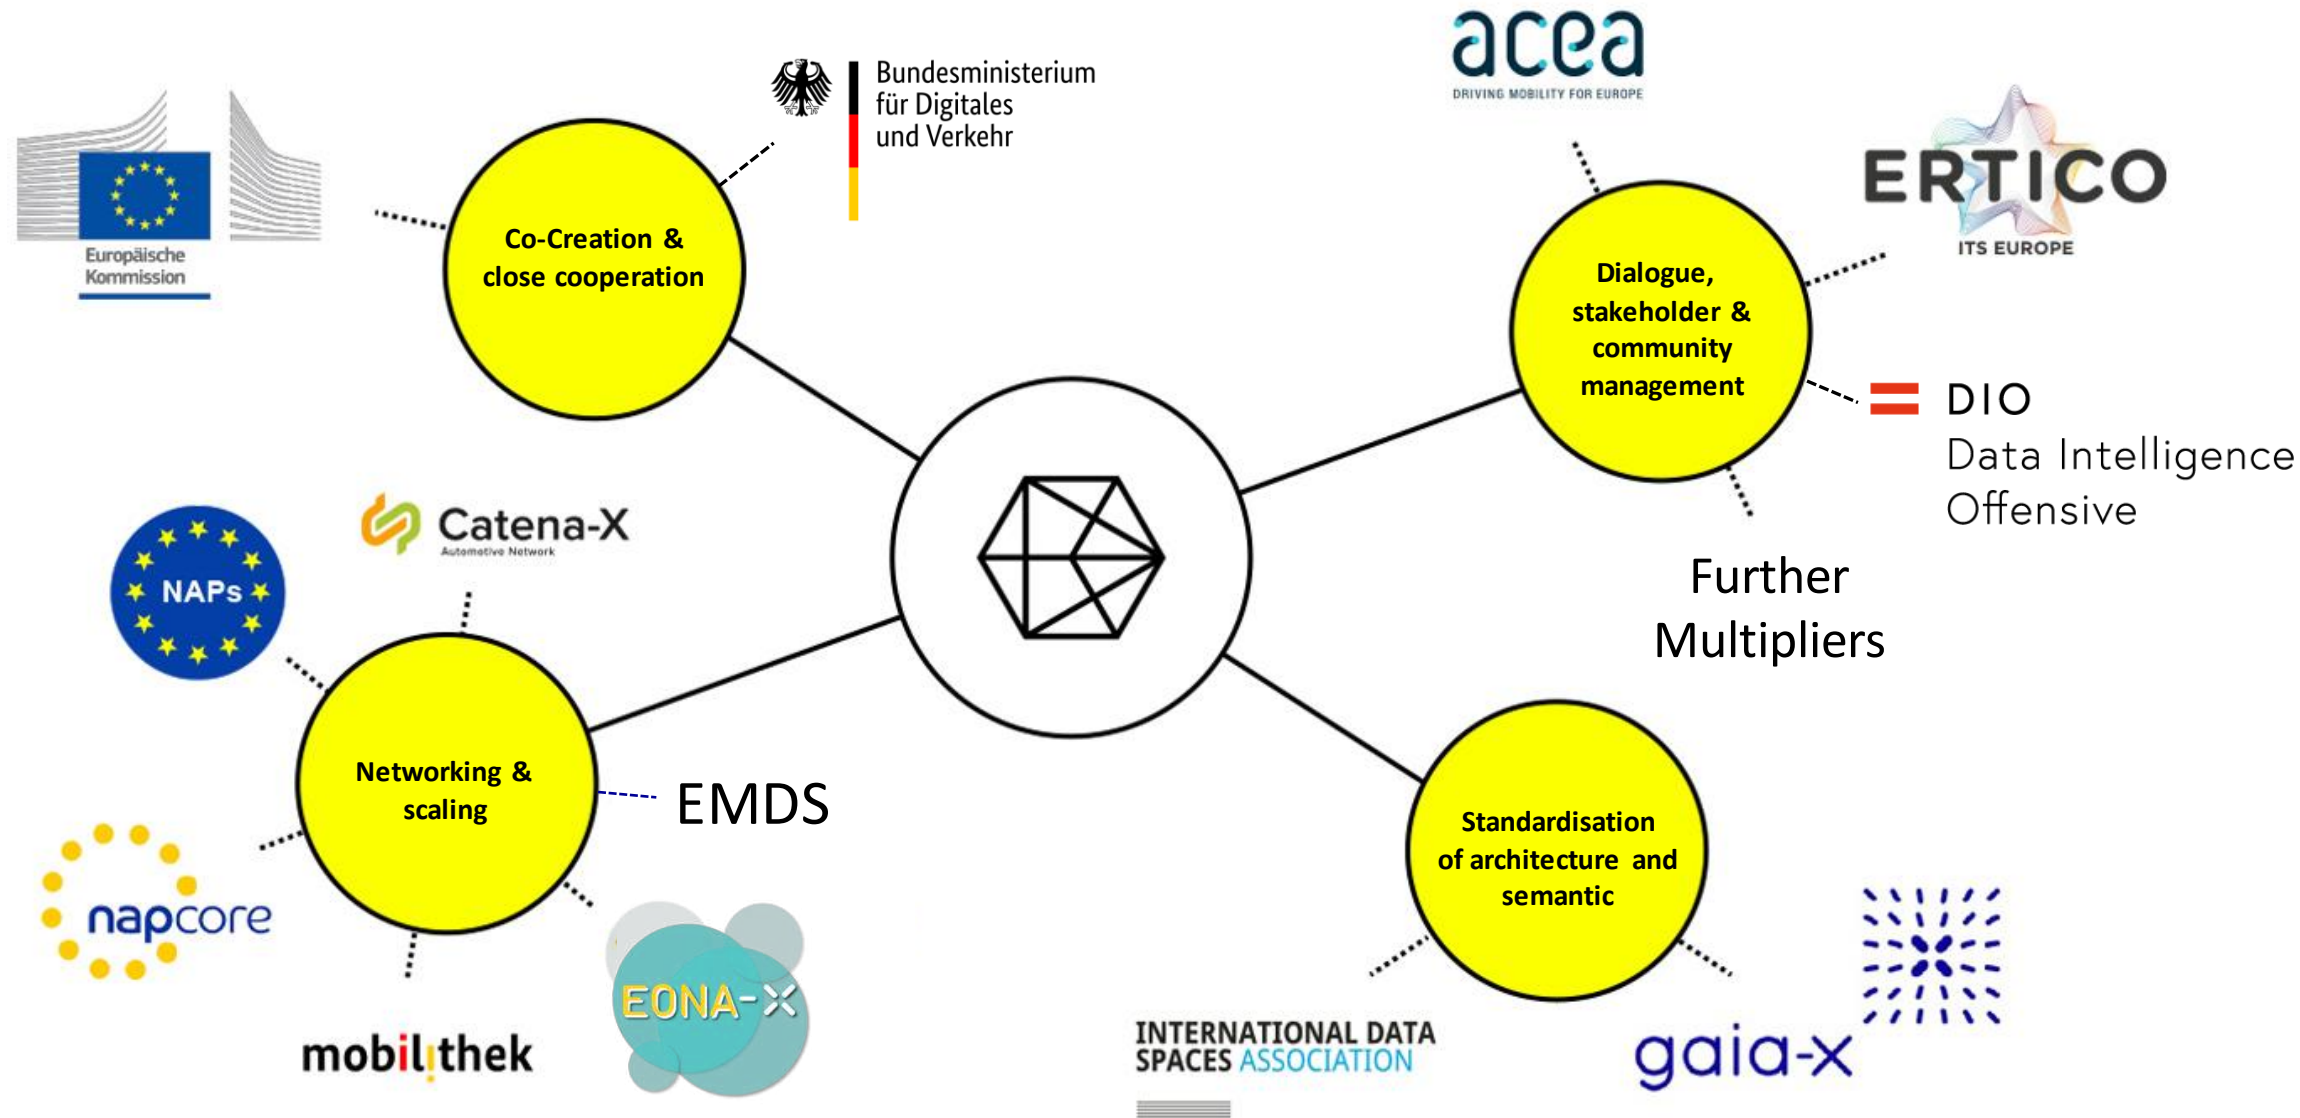 acea
DRIVING MOBILITY FOR EUROPE
Bundesministerium
für Digitales
und Verkehr
ERTICO
ITS EUROPE
Europäische
Kommission
Co-Creation &
close cooperation
Dialogue,
stakeholder &
community
management
DIO
Data Intelligence
Offensive
Catena-X
Automotive Network
NAPs
Further
Multipliers
Networking &
scaling
EMDS
Standardisation
of architecture and
semantic
napcore
EONA-X
mobilithek
INTERNATIONAL DATA
SPACES ASSOCIATION
gaia-x